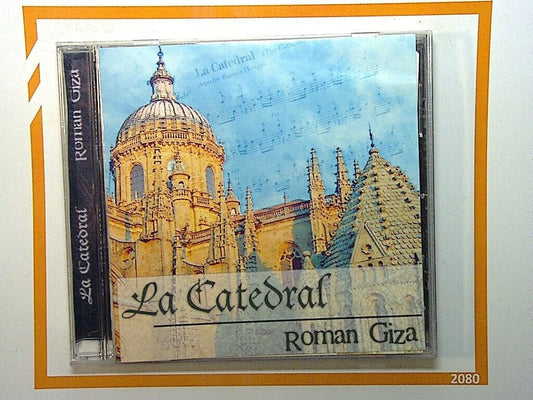 La Catedral Roman Giza
La Catedral
La Catedral
Roman Giza
2080